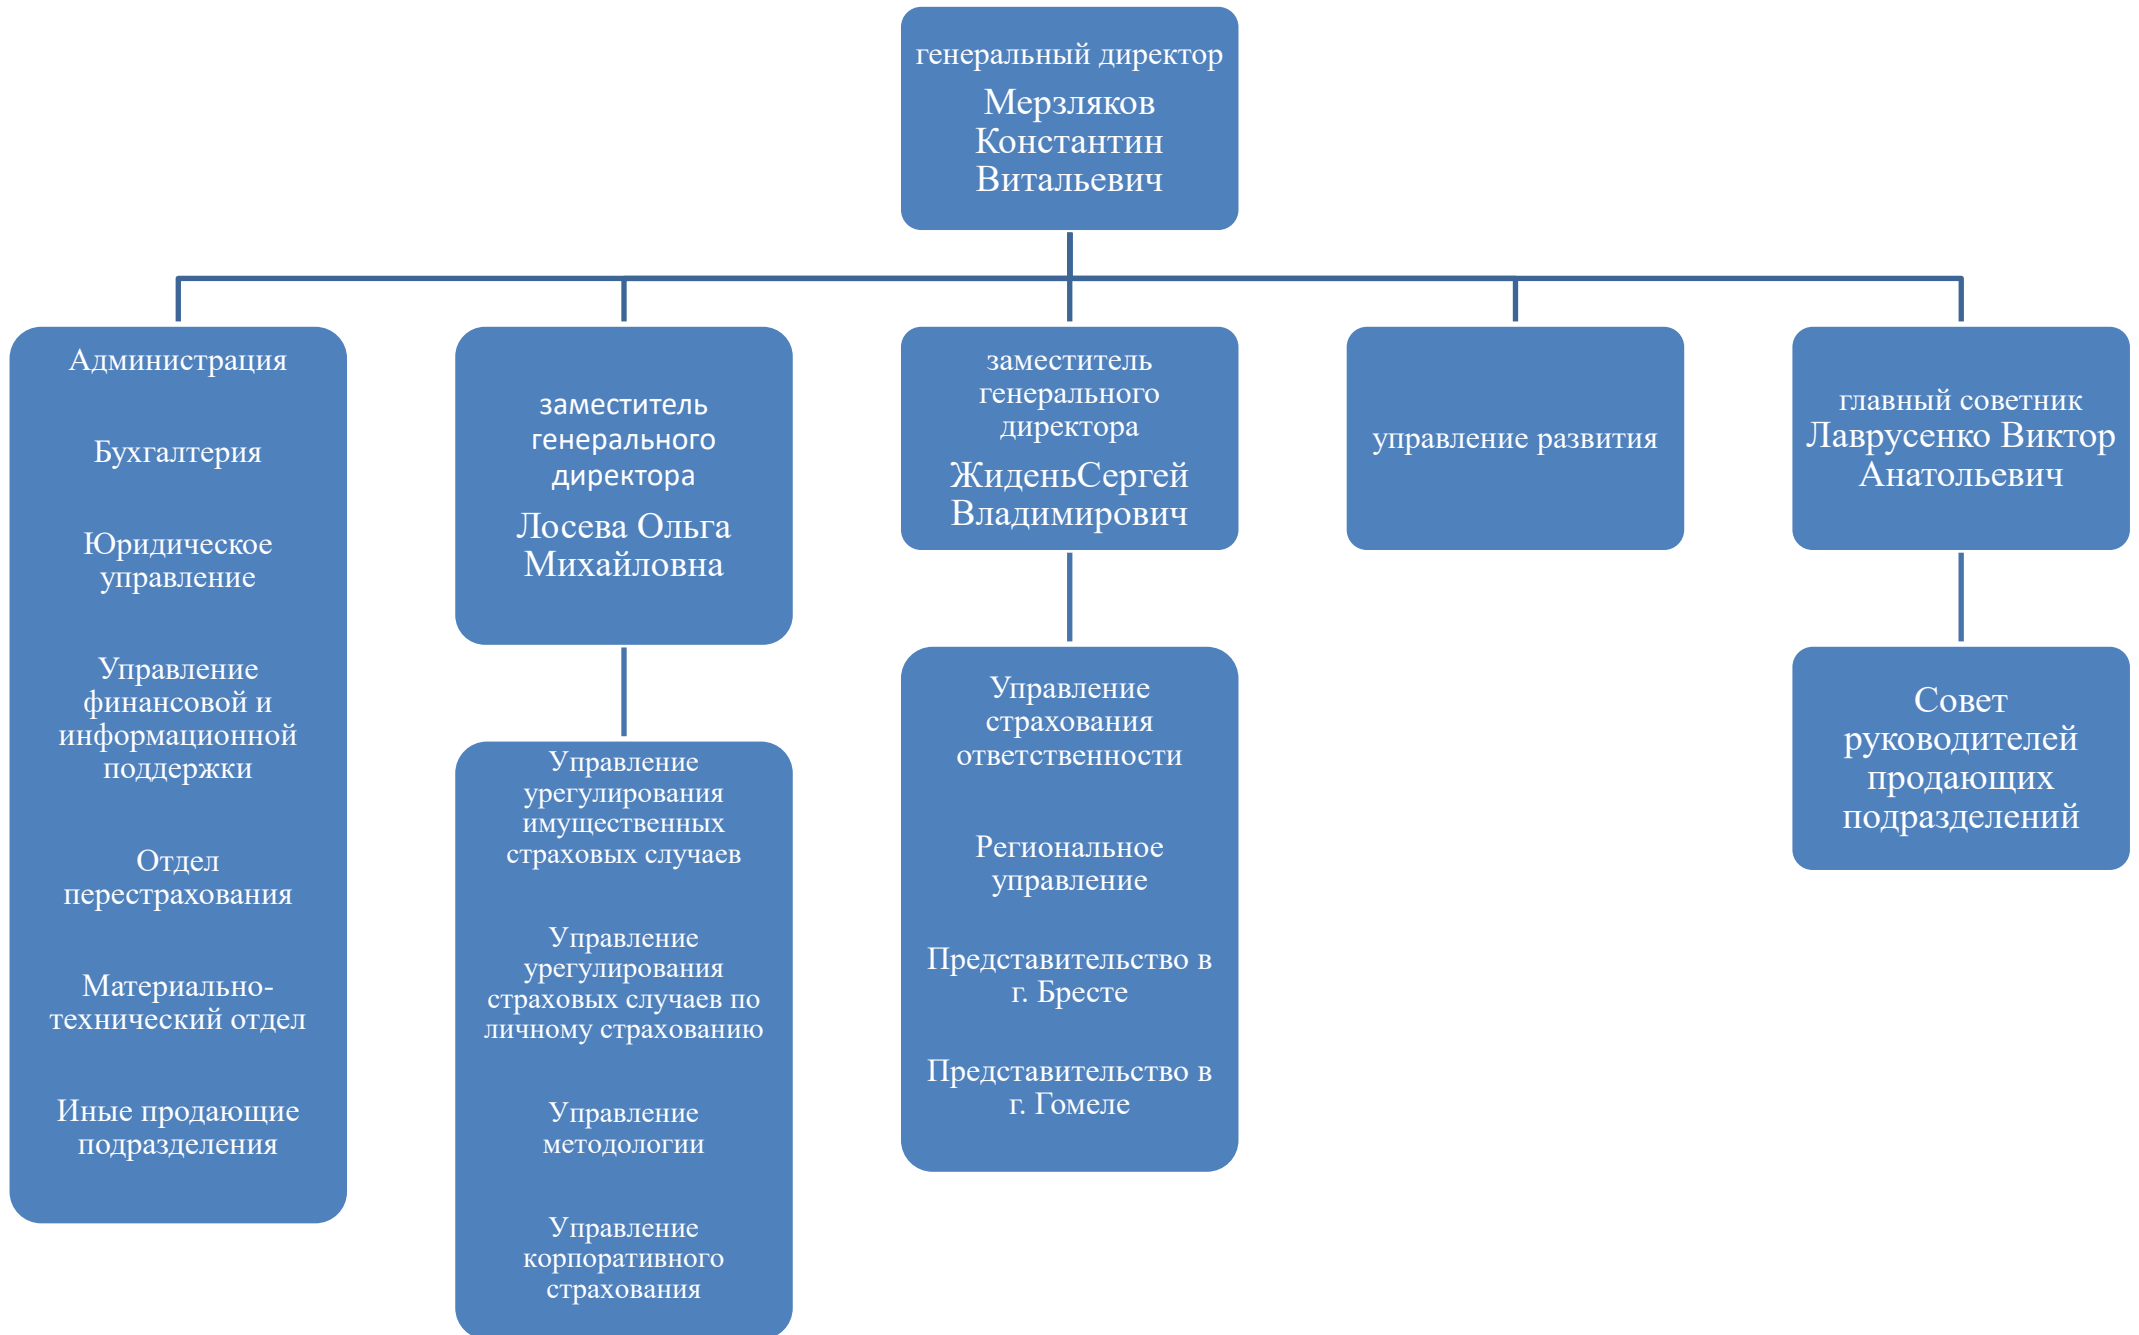 генеральный директор
Мерзляков
Константин
Витальевич
Администрация
Бухгалтерия
Юридическое
управление
Управление
финансовой и
информационной
поддержки
Отдел
перестрахования
Материально-
технический отдел
Иные продающие
подразделения
заместитель
генерального
директора
Лосева Ольга
Михайловна
Управление
урегулирования
имущественных
страховых случаев
Управление
урегулирования
страховых случаев по
личному страхованию
Управление
методологии
Управление
корпоративного
страхования
заместитель
генерального
директора
ЖиденьСергей
Владимирович
Управление
страхования
ответственности
Региональное
управление
Представительство в
г. Бресте
Представительство в
г. Гомеле
управление развития
главный советник
Лаврусенко Виктор
Анатольевич
Совет
руководителей
продающих
подразделений